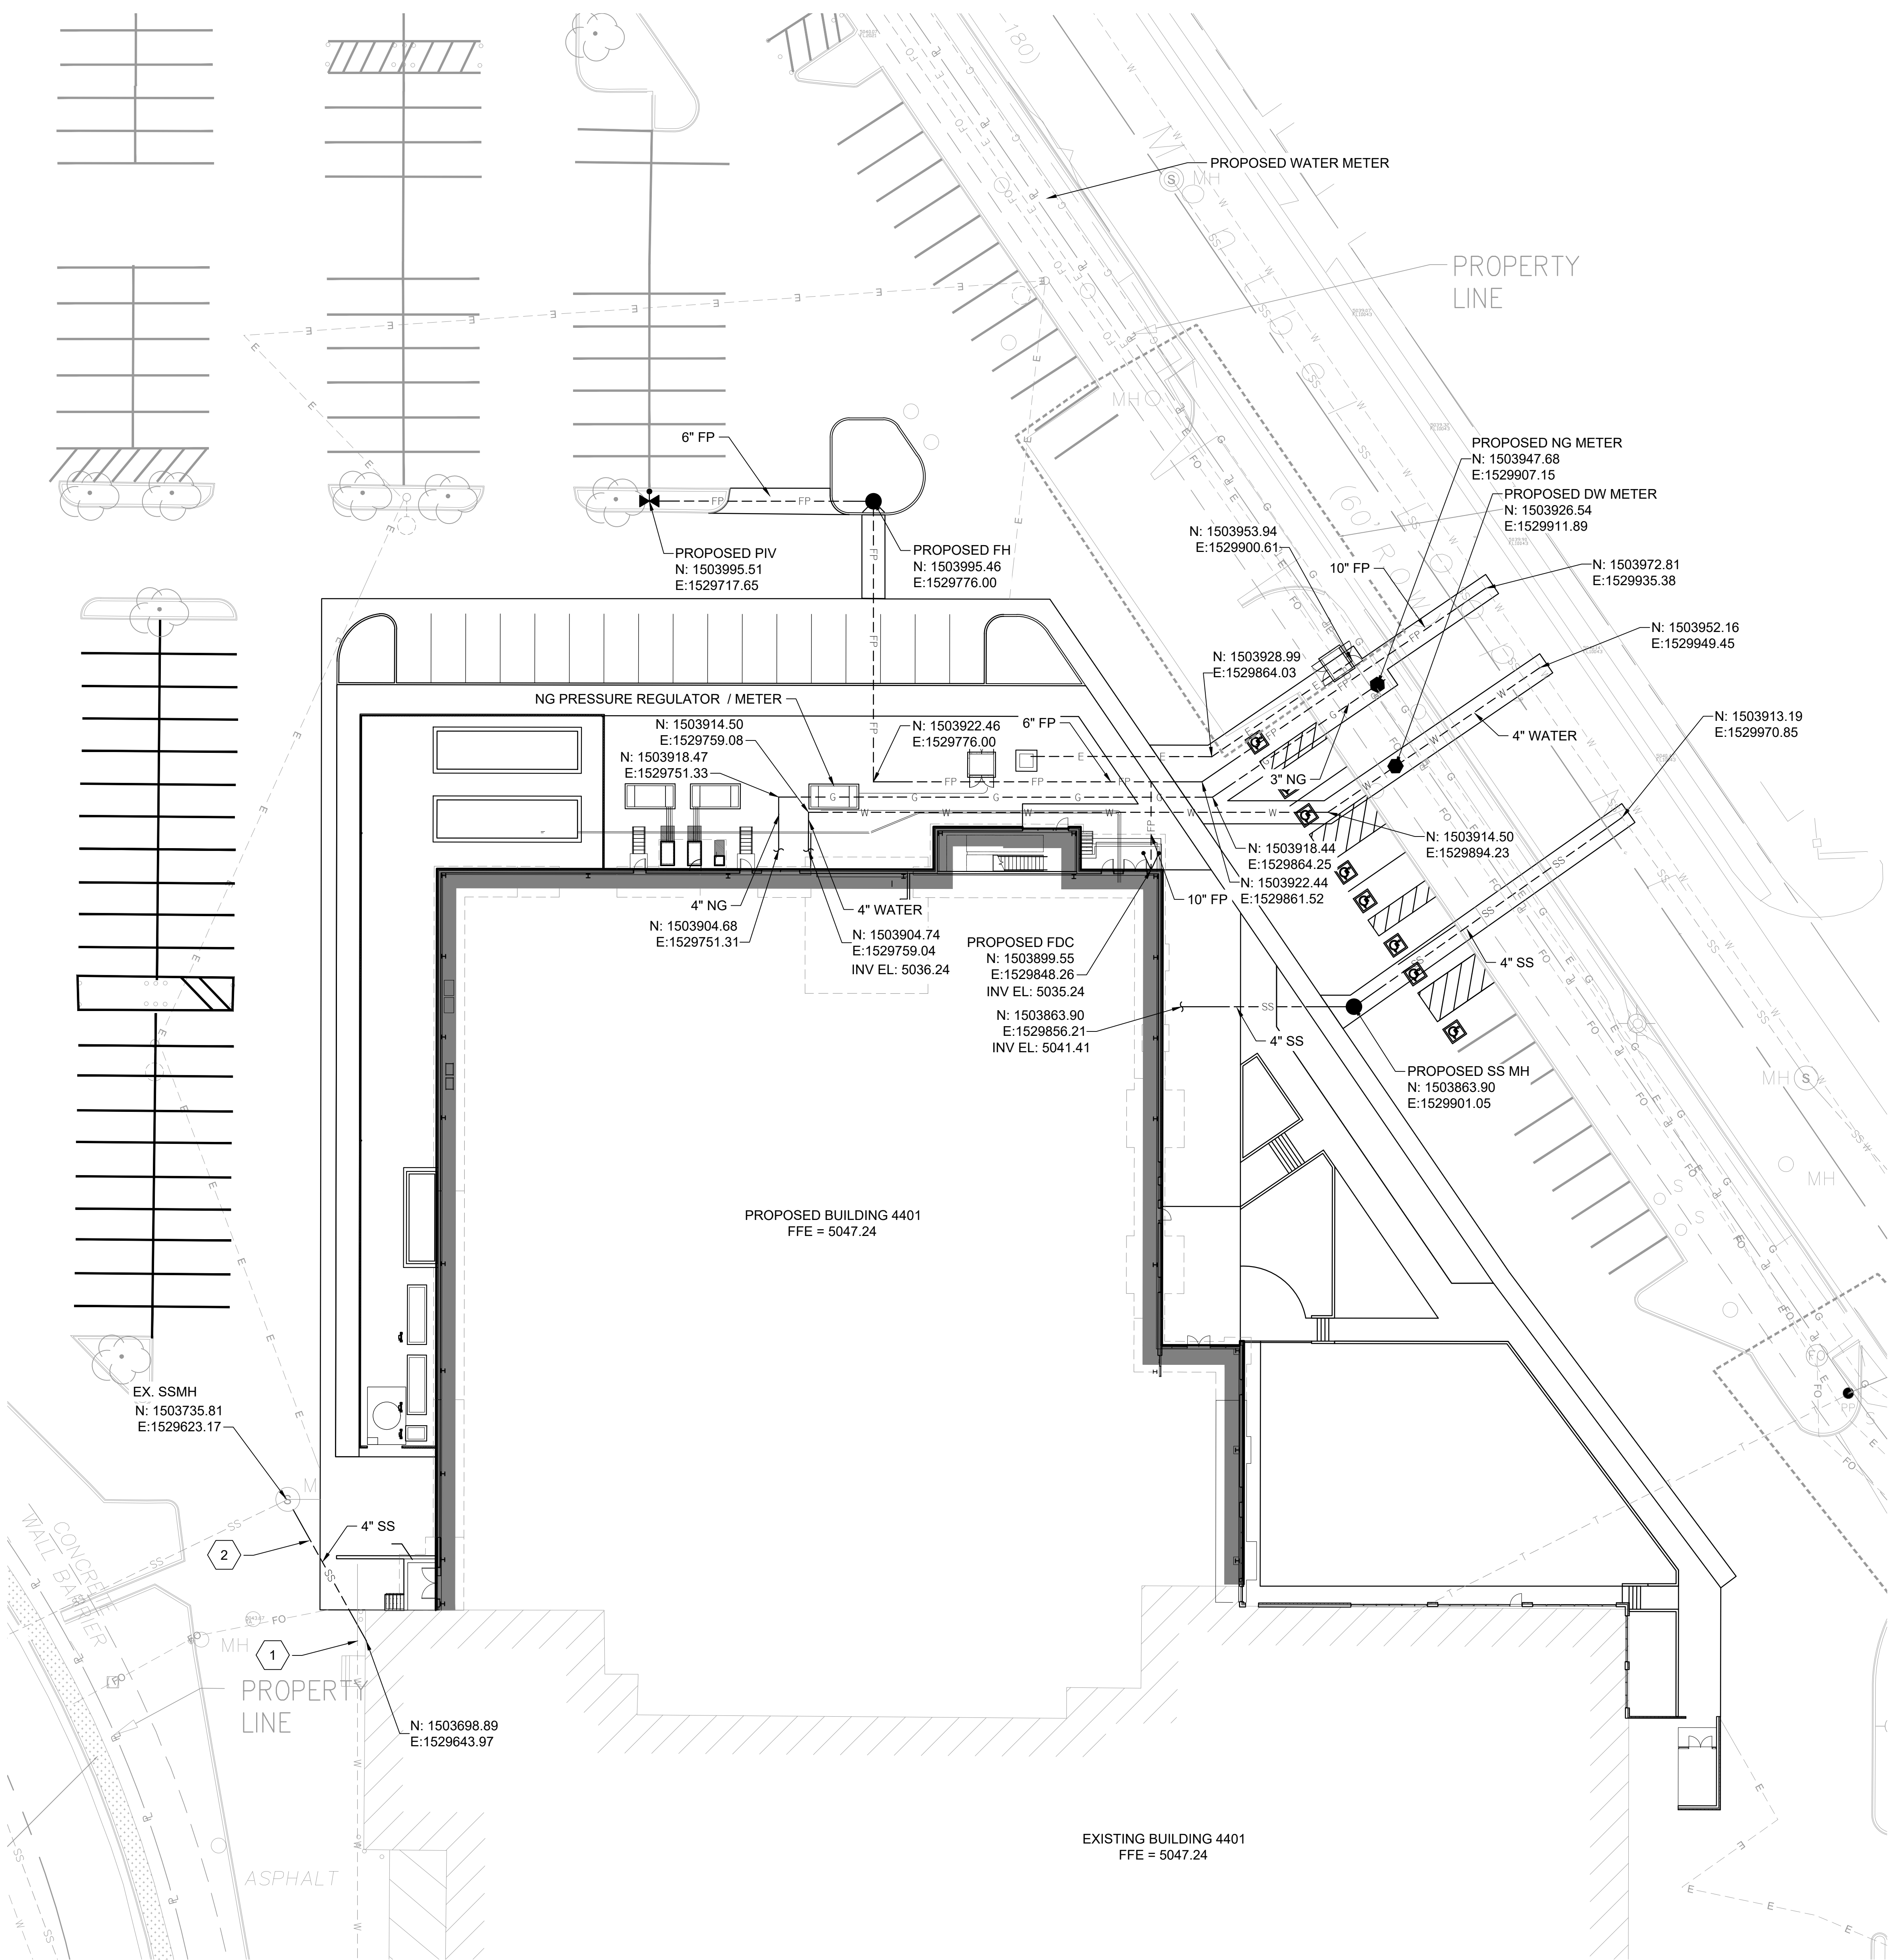 180)
PROPOSED WATER METER
MH
PROPERTY
LINE
MH
6" FP
PROPOSED NG METER
N: 1503947.68
E:1529907.15
PROPOSED DW METER
N: 1503926.54
E:1529911.89
PROPOSED PIV
N: 1503995.51
E:1529717.65
PROPOSED FH
N: 1503995.46
E:1529776.00
N: 1503953.94
E:1529900.61
10" FP
N: 1503972.81
E:1529935.38
N: 1503952.16
E:1529949.45
N: 1503928.99
E:1529864.03
NG PRESSURE REGULATOR / METER
N: 1503914.50
E:1529759.08
N: 1503918.47
E:1529751.33
N: 1503922.46
E:1529776.00
6" FP
N: 1503913.19
E:1529970.85
4" WATER
3" NG
N: 1503914.50
E:1529894.23
N: 1503918.44
E:1529864.25
N: 1503922.44
E:1529861.52
10" FP
4" NG
N: 1503904.68
E:1529751.31
4" WATER
N: 1503904.74
E:1529759.04
INV EL: 5036.24
PROPOSED FDC
N: 1503899.55
E:1529848.26
INV EL: 5035.24
N: 1503863.90
E:1529856.21
INV EL: 5041.41
4" SS
4" SS
PROPOSED SS MH
N: 1503863.90
E:1529901.05
MH
S
MH
S
S
PROPOSED BUILDING 4401
FFE = 5047.24
EX. SSMH
N: 1503735.81
E:1529623.17
S
M
4" SS
2
CONCRETE
WALL BARRIER
MH
1
PROPERTY
LINE
N: 1503698.89
E:1529643.97
PP
EXISTING BUILDING 4401
FFE = 5047.24
ASPHALT